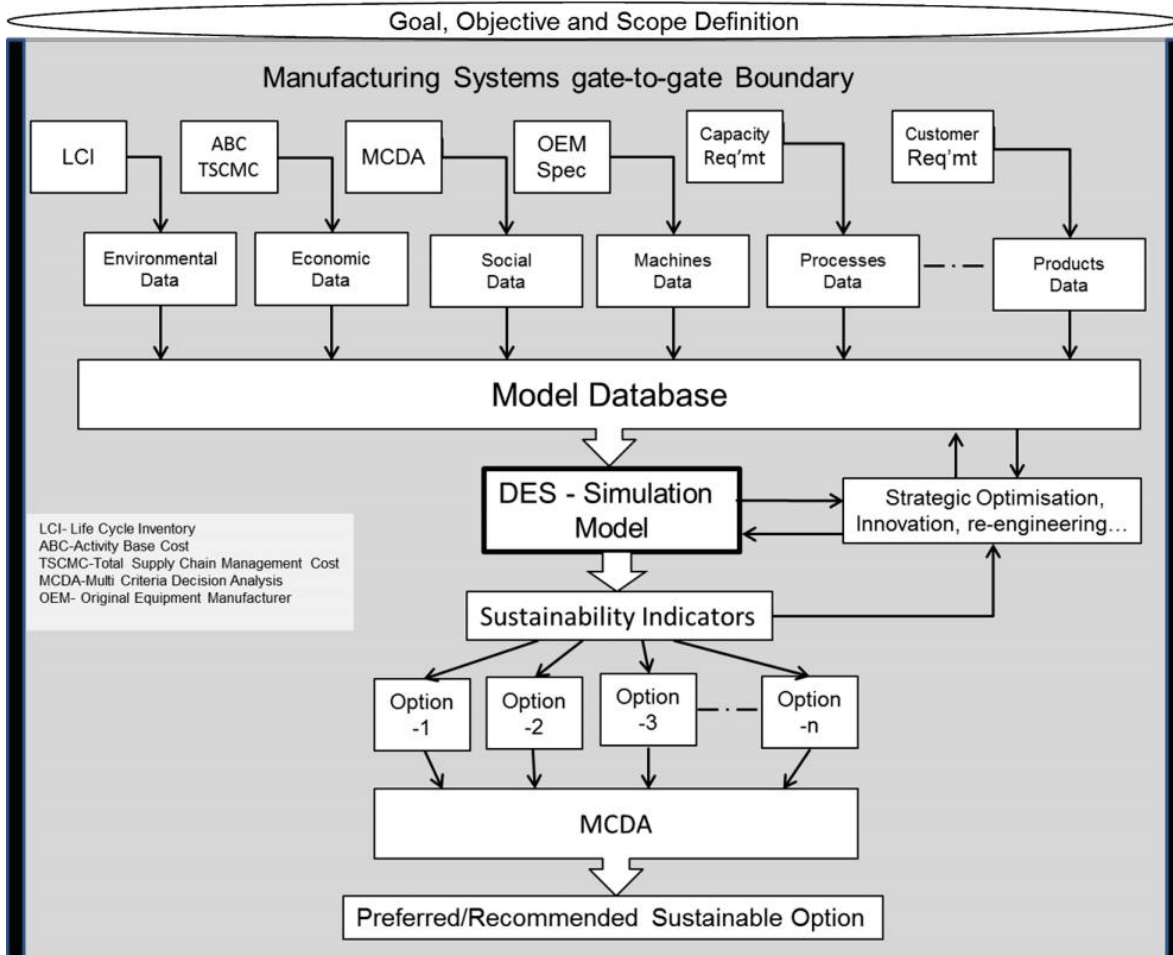 Goal, Objective and Scope Definition
Manufacturing Systems gate-to-gate Boundary
LCI
ABC
TSCMC
MCDA
OEM
Spec
Capacity
Req'mt
Customer
Req'mt
Environmental
Data
Economic
Data
Social
Data
Machines
Data
Processes
Data
Products
Data
Model Database
DES - Simulation
Model
Strategic Optimisation,
Innovation, re-engineering…
LCI- Life Cycle Inventory
ABC-Activity Base Cost
TSCMC-Total Supply Chain Management Cost
MCDA-Multi Criteria Decision Analysis
OEM- Original Equipment Manufacturer
Sustainability Indicators
Option
-1
Option
-2
Option
-3
Option
-n
MCDA
Preferred/Recommended Sustainable Option